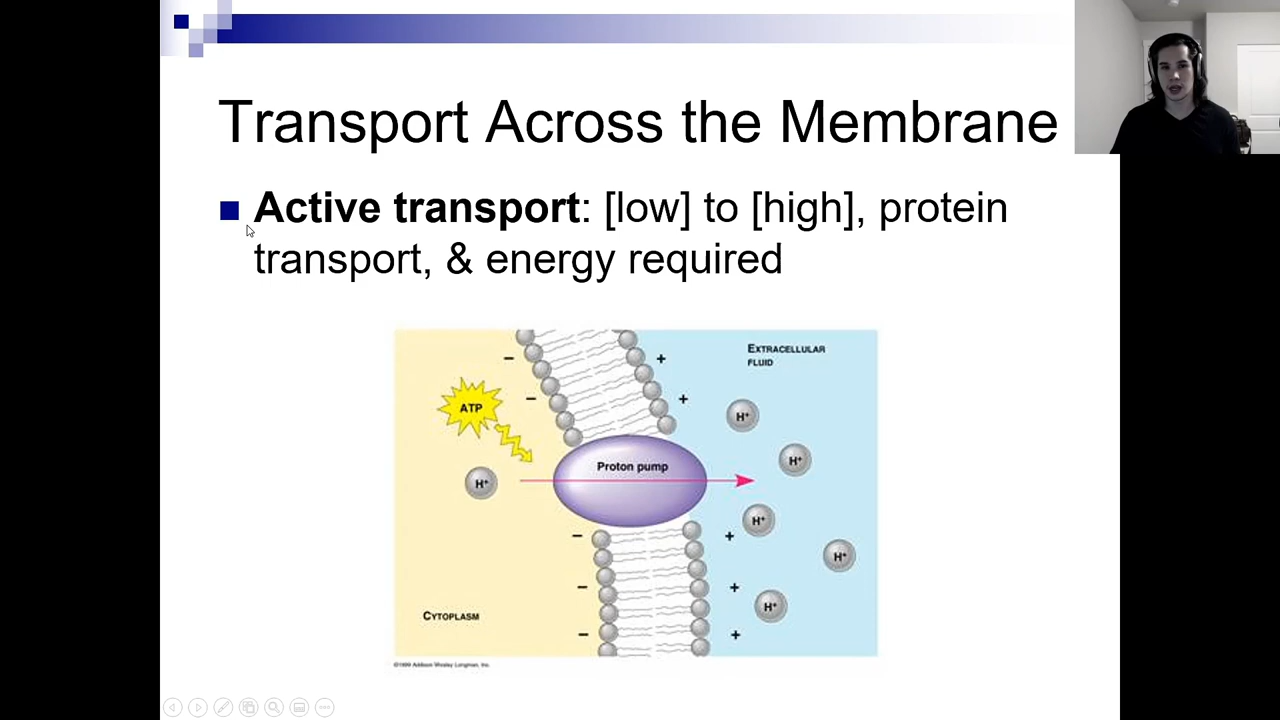 Transport Across the Membrane
Active transport: [low] to [high], protein
transport, & energy required
EXTRACELLULAR
FLUID
ATP
H+
Proton pump
H+
H+
H+
H+
H+
CYTOPLASM
©1999 Addison Wesley Longman, Inc.